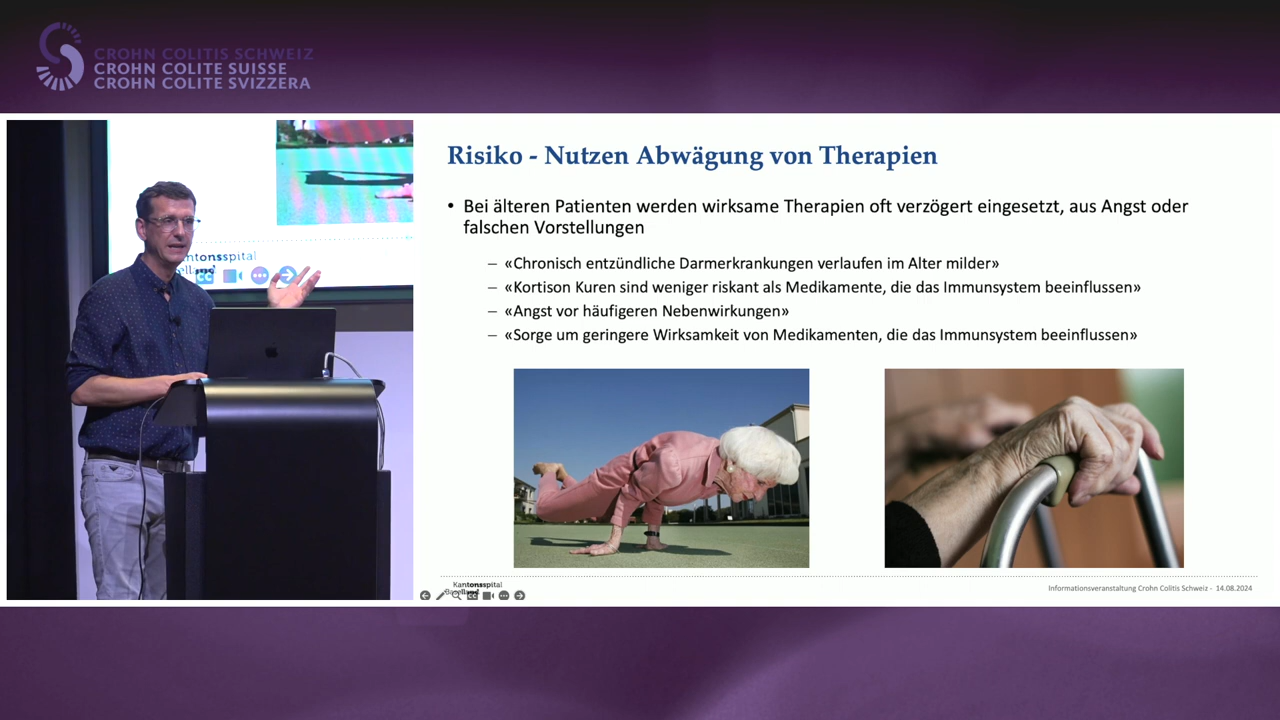 CROHN COLITIS SCHWEIZ
CROHN COLITE SUISSE
CROHN COLITE SVIZZERA
Risiko - Nutzen Abwägung von Therapien
• Bei älteren Patienten werden wirksame Therapien oft verzögert eingesetzt, aus Angst oder
falschen Vorstellungen
– «Chronisch entzündliche Darmerkrankungen verlaufen im Alter milder»
– «Kortison Kuren sind weniger riskant als Medikamente, die das Immunsystem beeinflussen»
– «Angst vor häufigeren Nebenwirkungen»
– «Sorge um geringere Wirksamkeit von Medikamenten, die das Immunsystem beeinflussen»
Kantonsspital
Informationsveranstaltung Crohn Colitis Schweiz - 14.08.2024